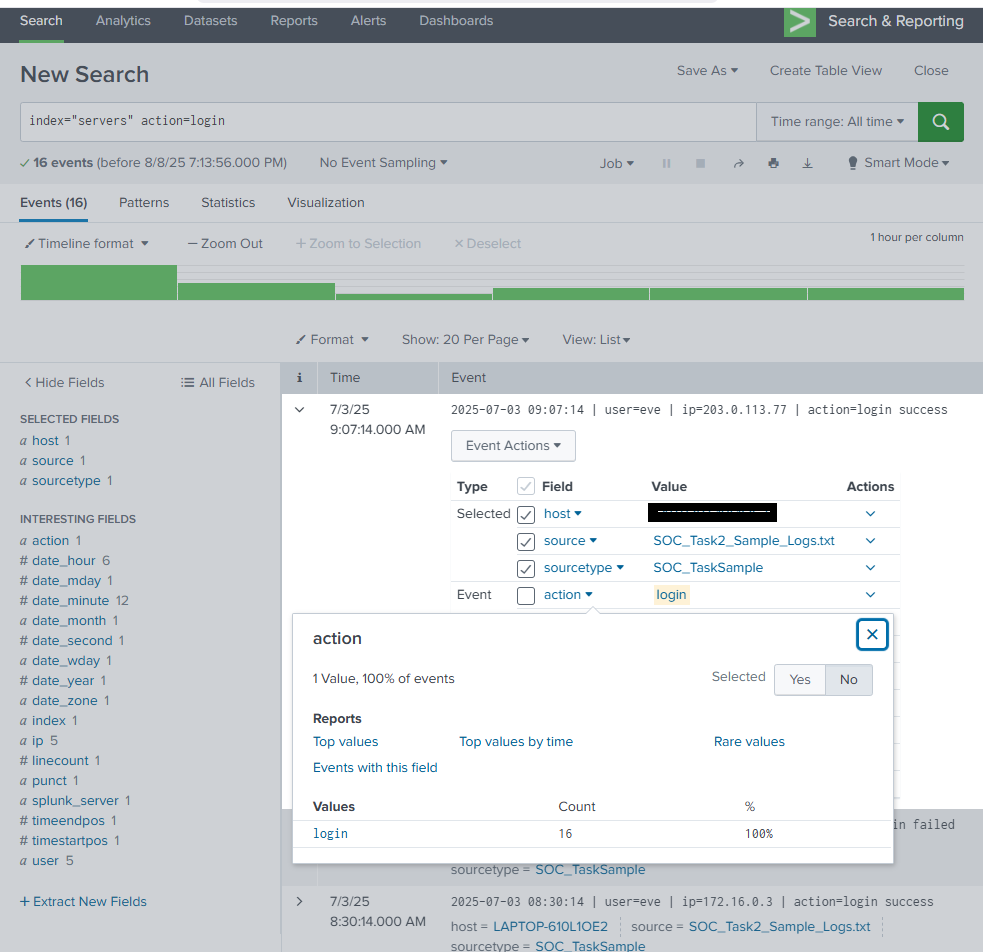 Search Analytics Datasets Reports Alerts Dashboards > Search & Reporting
New Search Save As Create Table View Close
index="servers" action=login Time range: All time
✓ 16 events (before 8/8/25 7:13:56.000 PM) No Event Sampling Job Smart Mode
Events (16) Patterns Statistics Visualization
Timeline format — Zoom Out + Zoom to Selection × Deselect 1 hour per column
Format Show: 20 Per Page View: List
< Hide Fields All Fields
SELECTED FIELDS
a host 1
a source 1
a sourcetype 1
INTERESTING FIELDS
a action 1
# date_hour 6
# date_mday 1
# date_minute 12
a date_month 1
# date_second 1
a date_wday 1
# date_year 1
a date_zone 1
a index 1
a ip 5
# linecount 1
a punct 1
a splunk_server 1
# timeendpos 1
# timestartpos 1
a user 5
+ Extract New Fields
i Time Event
7/3/25
9:07:14.000 AM
2025-07-03 09:07:14 | user=eve | ip=203.0.113.77 | action=login success
Event Actions
Type Field Value Actions
Selected host
source SOC_Task2_Sample_Logs.txt
sourcetype SOC_TaskSample
Event action login
action
1 Value, 100% of events Selected Yes No
Reports
Top values Top values by time Rare values
Events with this field
Values Count %
login 16 100%
in failed
sourcetype = SOC_TaskSample
7/3/25
8:30:14.000 AM
2025-07-03 08:30:14 | user=eve | ip=172.16.0.3 | action=login success
host = LAPTOP-610L1OE2 source = SOC_Task2_Sample_Logs.txt
sourcetype = SOC_TaskSample